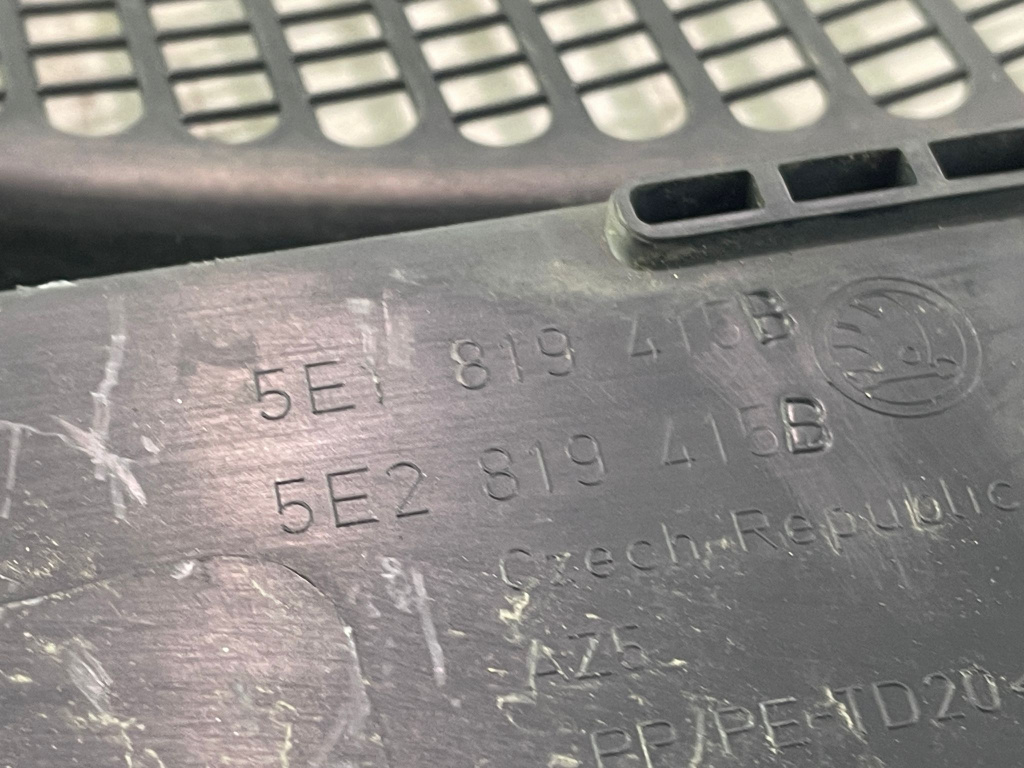 5E1 819 415B
5E2 819 415B
Czech Republic
AZ5
PP/PE-TD20